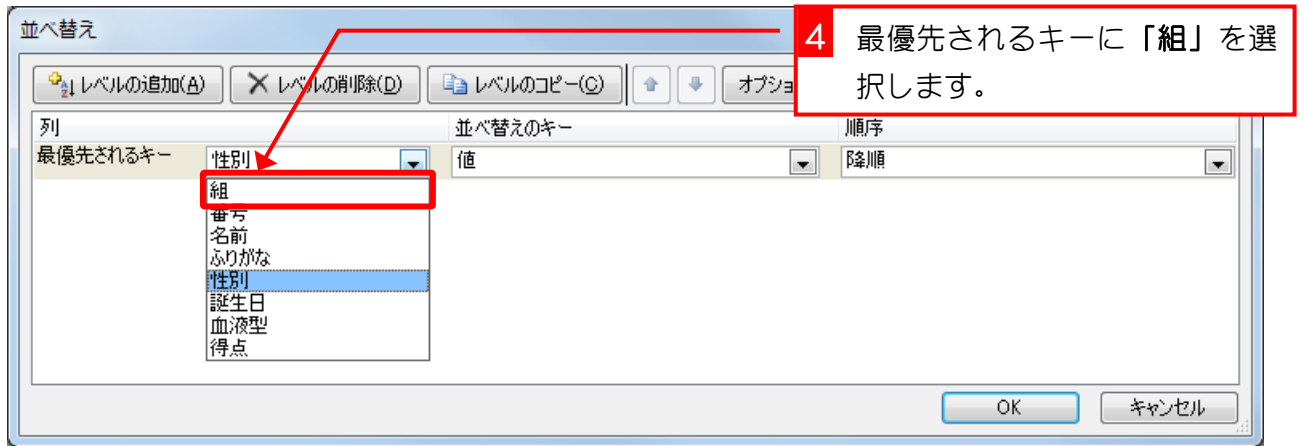 並べ替え
4 最優先されるキーに「組」を選
択します。
レベルの追加(A) レベルの削除(D) レベルのコピー(C) オプショ
列 並べ替えのキー 順序
最優先されるキー 性別 値 降順
組
番号
名前
ふりがな
性別
誕生日
血液型
得点
OK キャンセル